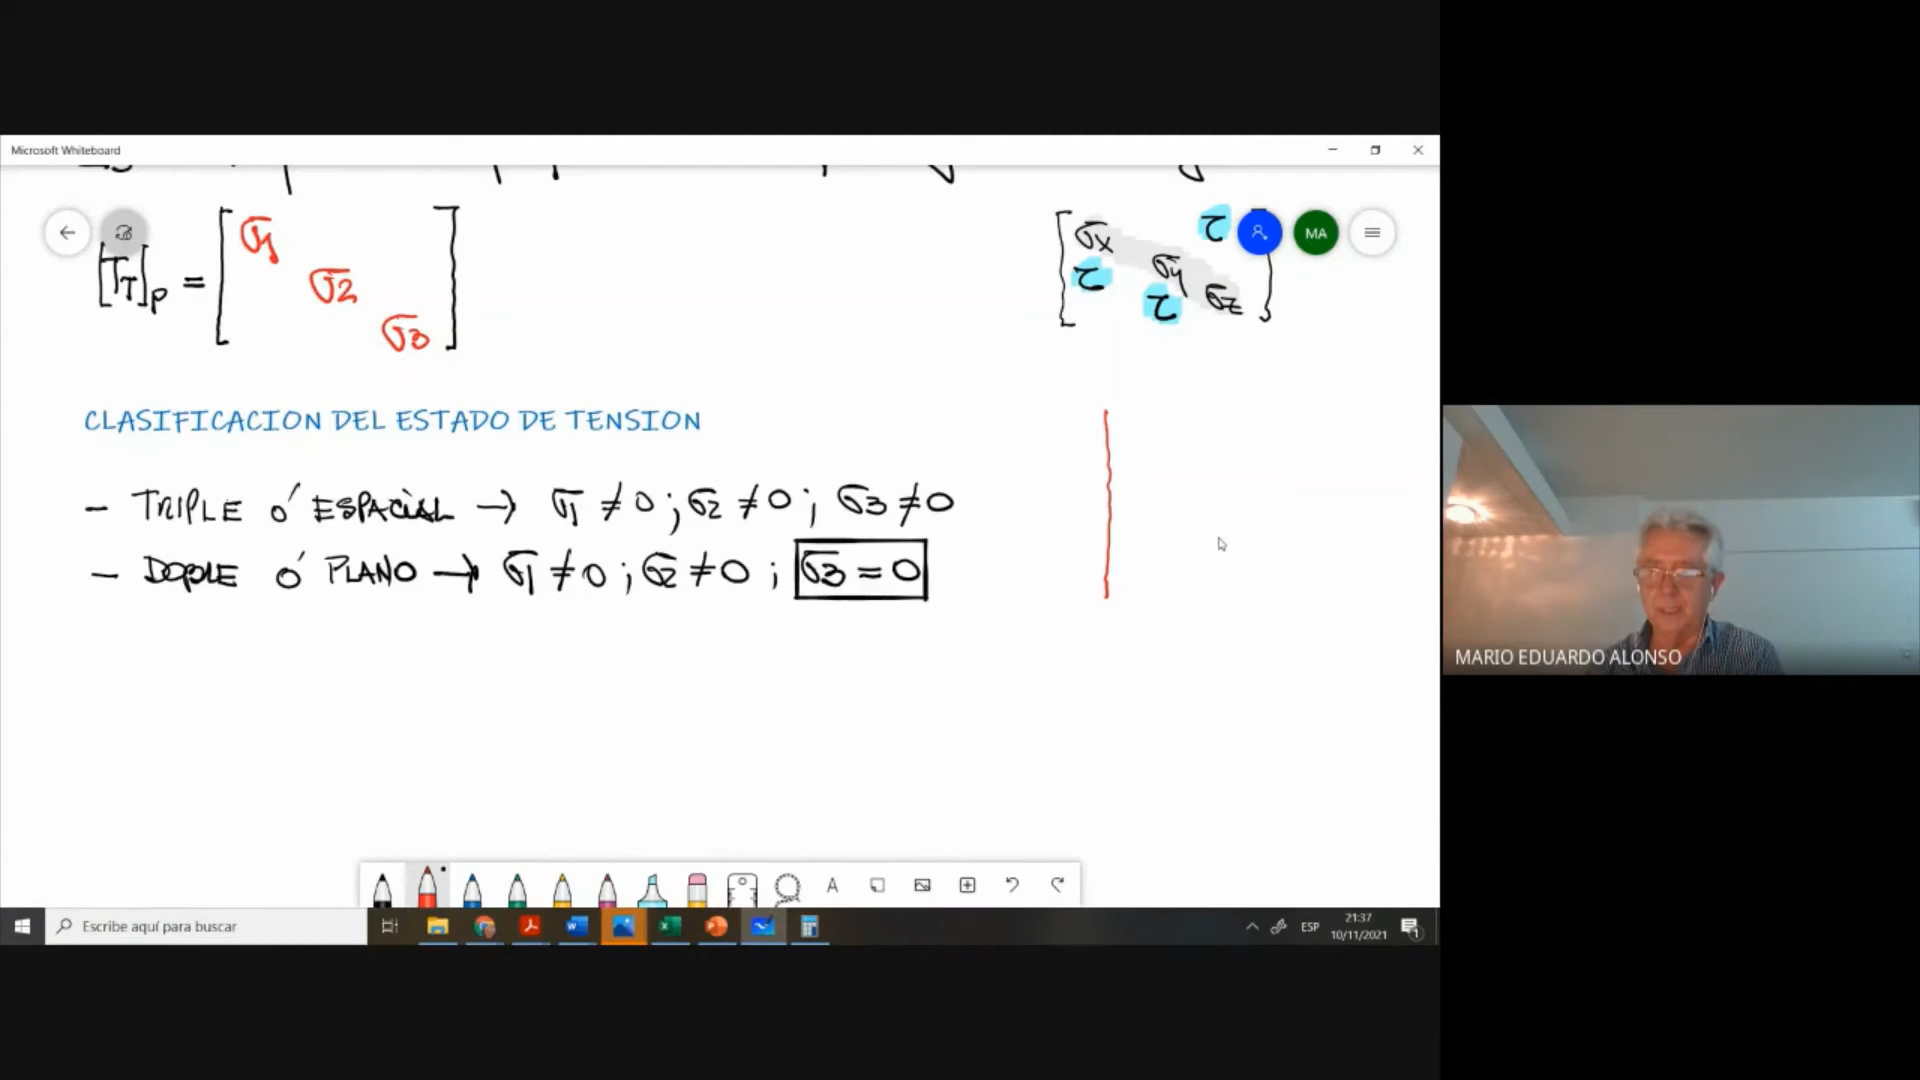 Microsoft Whiteboard
[TT]p = [ σ1 σ2 σ3 ]
[ σx τ τ σy τ σz ]
MA
CLASIFICACION DEL ESTADO DE TENSION
- TRIPLE ó ESPACIAL → σ1 ≠ 0 ; σ2 ≠ 0 ; σ3 ≠ 0
- DOBLE ó PLANO → σ1 ≠ 0 ; σ2 ≠ 0 ; σ3 = 0
MARIO EDUARDO ALONSO
A
Escribe aquí para buscar
ESP
21:37
10/11/2021
1